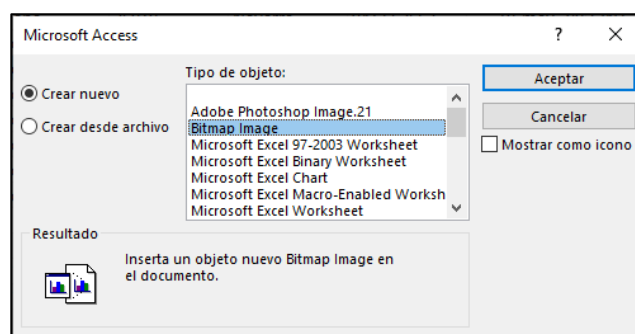 Microsoft Access
Tipo de objeto:
Crear nuevo
Crear desde archivo
Adobe Photoshop Image.21
Bitmap Image
Microsoft Excel 97-2003 Worksheet
Microsoft Excel Binary Worksheet
Microsoft Excel Chart
Microsoft Excel Macro-Enabled Worksh
Microsoft Excel Worksheet
Aceptar
Cancelar
Mostrar como icono
Resultado
Inserta un objeto nuevo Bitmap Image en
el documento.